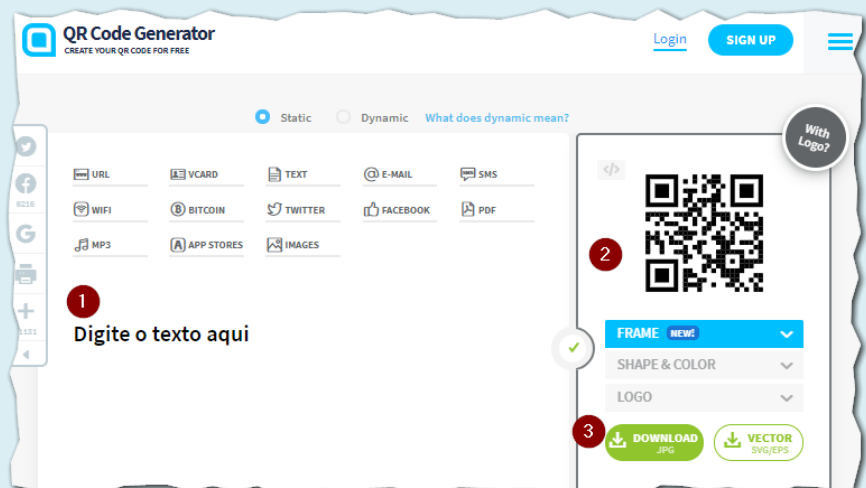 QR Code Generator
CREATE YOUR QR CODE FOR FREE
Login
SIGN UP
Static
Dynamic
What does dynamic mean?
With
Logo?
URL
VCARD
TEXT
E-MAIL
SMS
WIFI
BITCOIN
TWITTER
FACEBOOK
PDF
MP3
APP STORES
IMAGES
6216
1131
1
Digite o texto aqui
2
FRAME NEW!
SHAPE & COLOR
LOGO
3
DOWNLOAD
JPG
VECTOR
SVG/EPS